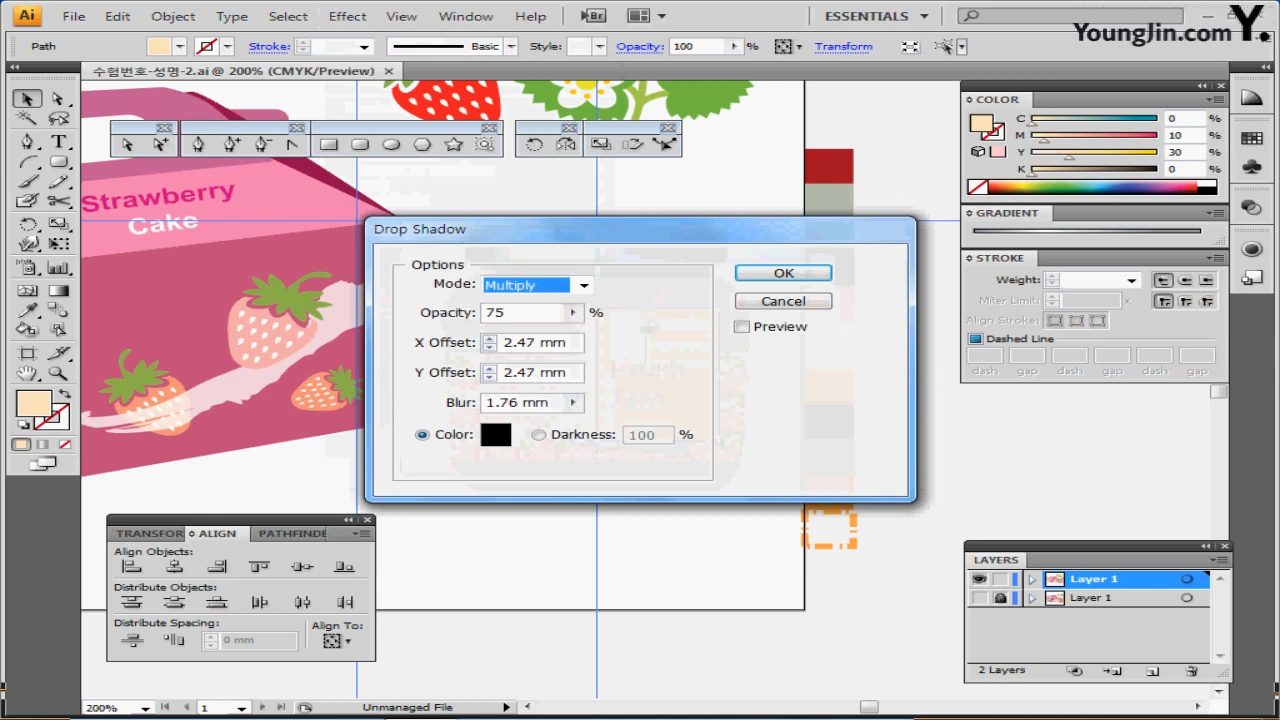 Ai File Edit Object Type Select Effect View Window Help Br ESSENTIALS
YoungJin.com Y.
Path Stroke: Basic Style: Opacity: 100 % Transform
수험번호-성명-2.ai @ 200% (CMYK/Preview)
COLOR
C 0 %
M 10 %
Y 30 %
K 0 %
GRADIENT
STROKE
Weight:
Miter Limit: x
Align Stroke:
Dashed Line
dash gap dash gap dash gap
Strawberry
Cake
Drop Shadow
Options
Mode: Multiply
Opacity: 75 %
X Offset: 2.47 mm
Y Offset: 2.47 mm
Blur: 1.76 mm
Color: Darkness: 100 %
OK
Cancel
Preview
TRANSFOR ALIGN PATHFINDE
Align Objects:
Distribute Objects:
Distribute Spacing: Align To:
0 mm
LAYERS
Layer 1
Layer 1
2 Layers
200% 1 Unmanaged File